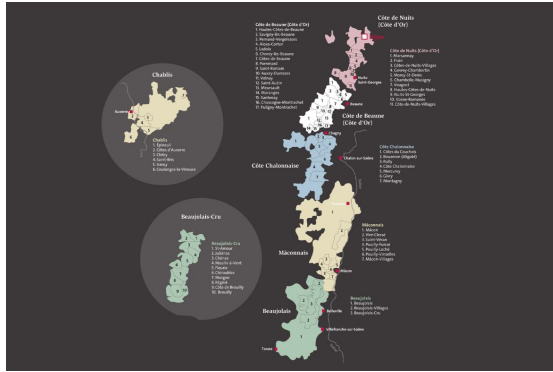 Côte de Beaune (Côte d'Or)
1. Hautes-Côtes-de-Beaune
2. Savigny-lès-Beaune
3. Pernand-Vergelesses
4. Aloxe-Corton
5. Ladoix
6. Chorey-lès-Beaune
7. Côtes de Beaune
8. Pommard
9. Saint-Romain
10. Auxey-Duresses
11. Volnay
12. Saint-Aubin
13. Meursault
14. Maranges
15. Santenay
16. Chassagne-Montrachet
17. Puligny-Montrachet
Côte de Nuits
(Côte d'Or)
Côte de Nuits (Côte d'Or)
1. Marsannay
2. Fixin
3. Côtes-de-Nuits-Villages
4. Gevrey-Chambertin
5. Morey-St-Denis
6. Chambolle-Musigny
7. Vougeot
8. Hautes-Côtes-de-Nuits
9. Nuits-St-Georges
10. Vosne-Romanée
11. Côte de Nuits-Villages
Nuits-
Saint-Georges
Beaune
Côte de Beaune
(Côte d'Or)
Chagny
Chablis
Auxerre
Chablis
1. Épineuil
2. Côtes d'Auxerre
3. Chitry
4. Saint-Bris
5. Irancy
6. Coulanges-la-Vineuse
Côte Chalonnaise
Chalon-sur-Saône
Côte Chalonnaise
1. Côtes du Couchois
2. Bouzeron (Aligoté)
3. Rully
4. Côte Chalonnaise
5. Mercurey
6. Givry
7. Montagny
Beaujolais-Cru
Beaujolais-Cru
1. St-Amour
2. Juliénas
3. Chénas
4. Moulin-à-Vent
5. Fleurie
6. Chiroubles
7. Morgon
8. Régnié
9. Côte de Brouilly
10. Brouilly
Mâconnais
Mâcon
Mâconnais
1. Mâcon
2. Viré-Clessé
3. Saint-Véran
4. Pouilly-Fuissé
5. Pouilly-Loché
6. Pouilly-Vinzelles
7. Mâcon-Villages
Beaujolais
Belleville
Villefranche-sur-Saône
Tarare
Beaujolais
1. Beaujolais
2. Beaujolais-Villages
3. Beaujolais-Cru